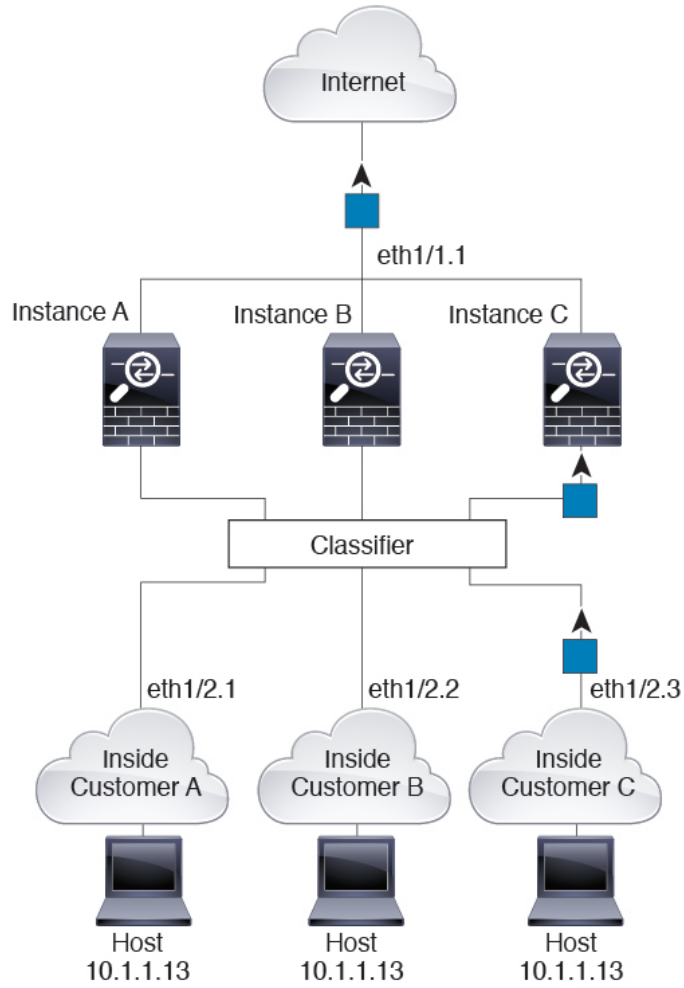 Internet
eth1/1.1
Instance A
Instance B
Instance C
Classifier
eth1/2.1
eth1/2.2
eth1/2.3
Inside
Customer A
Inside
Customer B
Inside
Customer C
Host
10.1.1.13
Host
10.1.1.13
Host
10.1.1.13